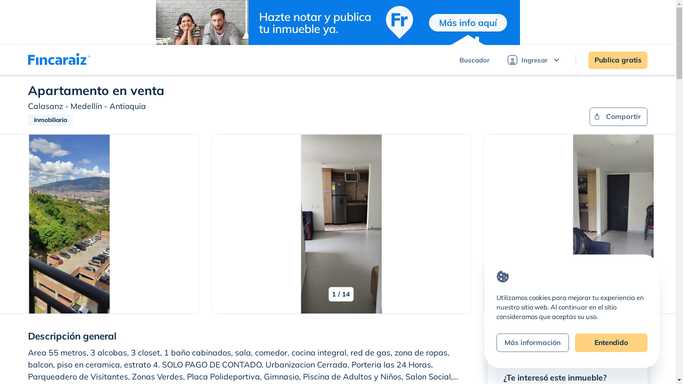 Hazte notar y publica
tu inmueble ya.
Fr
Más info aquí
Fincaraiz
Buscador
Ingresar
Publica gratis
Apartamento en venta
Calasanz - Medellín - Antioquia
Inmobiliaria
Compartir
1 / 14
Utilizamos cookies para mejorar tu experiencia en
nuestro sitio web. Al continuar en el sitio
consideramos que aceptas su uso.
Más información
Entendido
Descripción general
Area 55 metros, 3 alcobas, 3 closet, 1 baño cabinados, sala, comedor, cocina integral, red de gas, zona de ropas,
balcon, piso en ceramica, estrato 4. SOLO PAGO DE CONTADO. Urbanizacion Cerrada, Porteria las 24 Horas,
Parqueadero de Visitantes, Zonas Verdes, Placa Polideportiva, Gimnasio, Piscina de Adultos y Niños, Salon Social,...
¿Te interesó este inmueble?